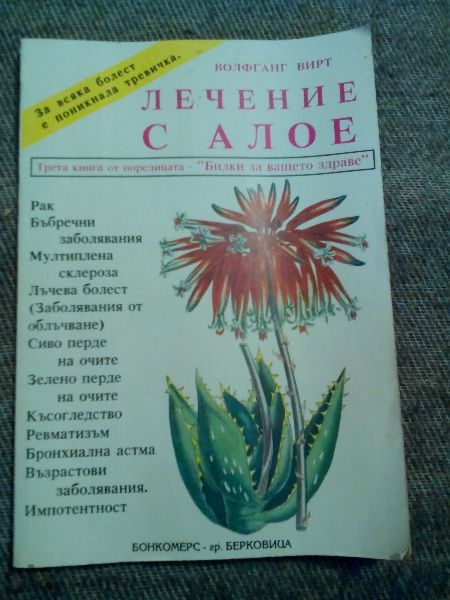 За всяка болест
е поникнала тревичка.
ВОЛФГАНГ ВИРТ
ЛЕЧЕНИЕ
С АЛОЕ
Трета книга от поредицата - "Билки за вашето здраве"
Рак
Бъбречни
заболявания
Мултиплена
склероза
Лъчева болест
(Заболявания от
облъчване)
Сиво перде
на очите
Зелено перде
на очите
Късогледство
Ревматизъм
Бронхиална астма
Възрастови
заболявания.
Импотентност
БОНКОМЕРС - гр. БЕРКОВИЦА